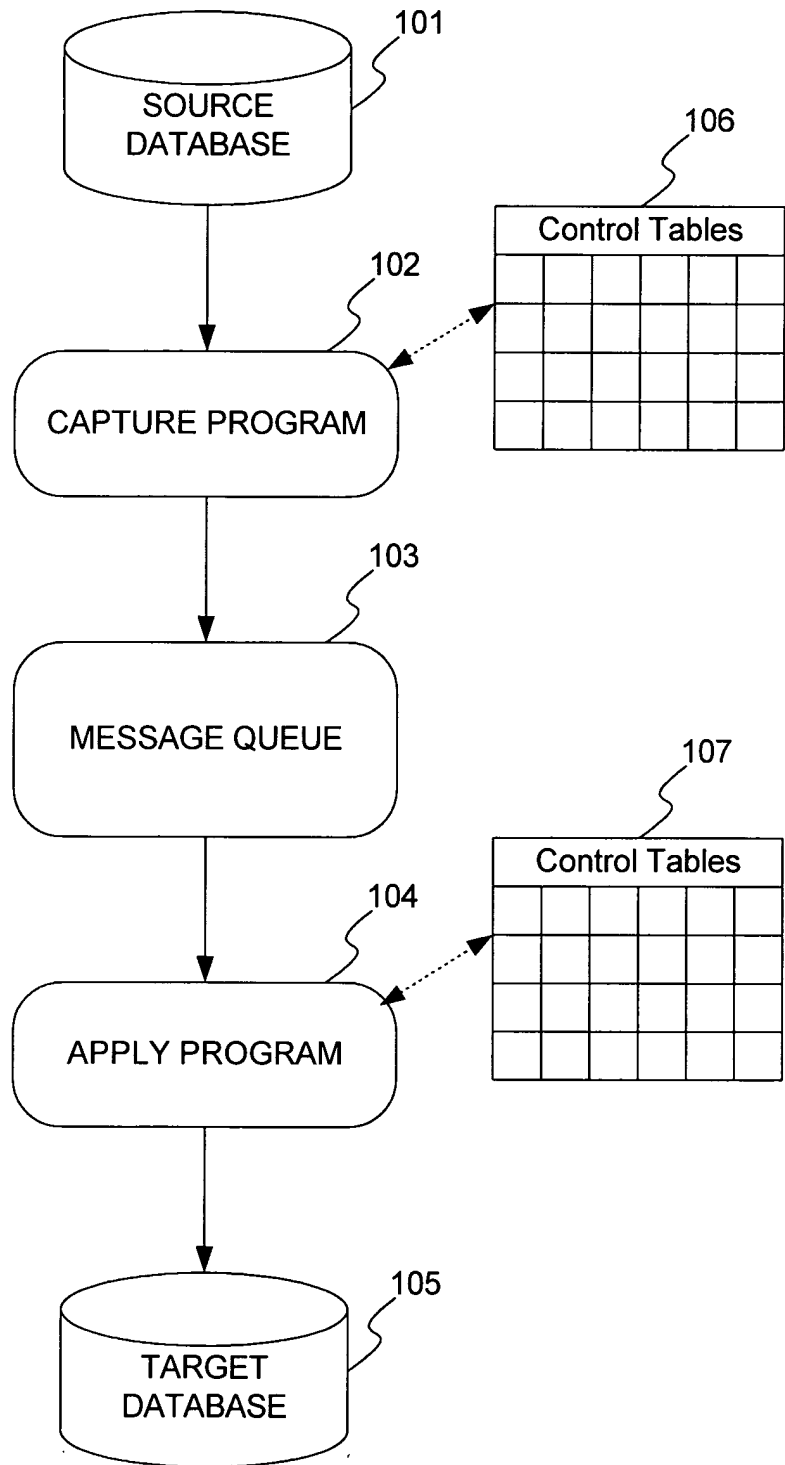 101
SOURCE
DATABASE
106
Control Tables
102
CAPTURE PROGRAM
103
MESSAGE QUEUE
107
Control Tables
104
APPLY PROGRAM
105
TARGET
DATABASE